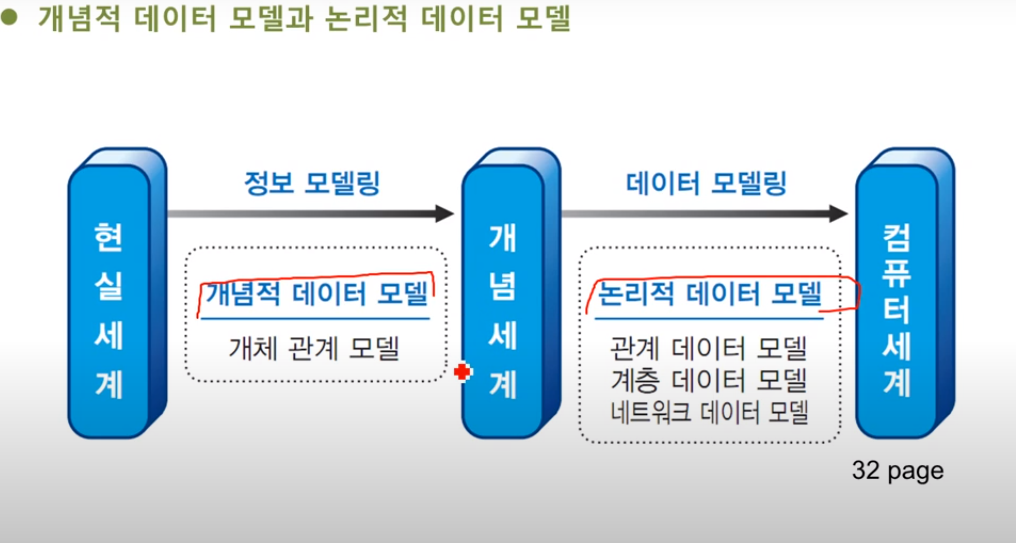 ● 개념적 데이터 모델과 논리적 데이터 모델
현실세계
정보 모델링
개념적 데이터 모델
개체 관계 모델
개념세계
데이터 모델링
논리적 데이터 모델
관계 데이터 모델
계층 데이터 모델
네트워크 데이터 모델
컴퓨터세계
32 page